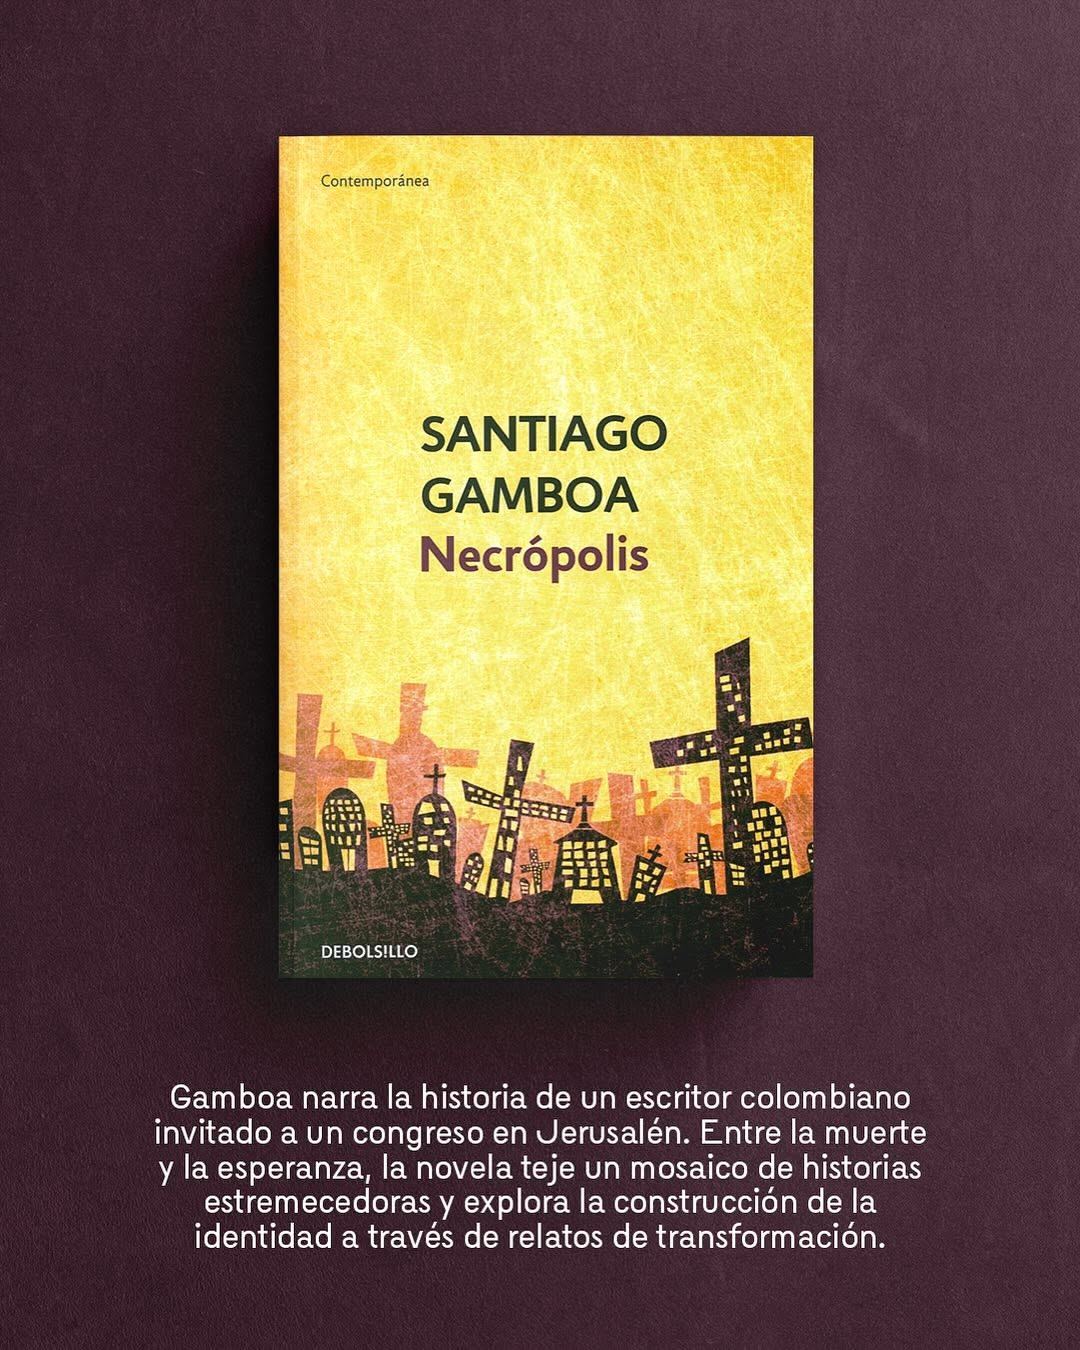 Contemporánea
SANTIAGO
GAMBOA
Necrópolis
DEBOLS!LLO
Gamboa narra la historia de un escritor colombiano
invitado a un congreso en Jerusalén. Entre la muerte
y la esperanza, la novela teje un mosaico de historias
estremecedoras y explora la construcción de la
identidad a través de relatos de transformación.